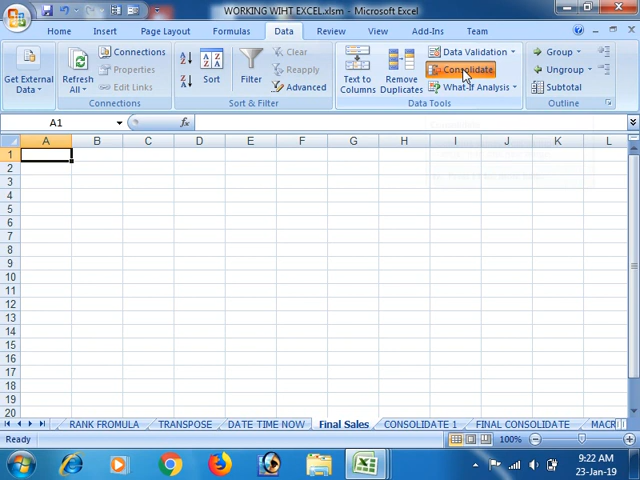 WORKING WIHT EXCEL.xlsm - Microsoft Excel
Home Insert Page Layout Formulas Data Review View Add-Ins Team
Get External Data
Refresh All
Connections
Properties
Edit Links
Connections
Sort
Filter
Clear
Reapply
Advanced
Sort & Filter
Text to Columns
Remove Duplicates
Data Validation
Consolidate
What-If Analysis
Data Tools
Group
Ungroup
Subtotal
Outline
A1 fx
A B C D E F G H I J K L
1
2
3
4
5
6
7
8
9
10
11
12
13
14
15
16
17
18
19
20
RANK FROMULA TRANSPOSE DATE TIME NOW Final Sales CONSOLIDATE 1 FINAL CONSOLIDATE MACR
Ready 100%
9:22 AM
23-Jan-19